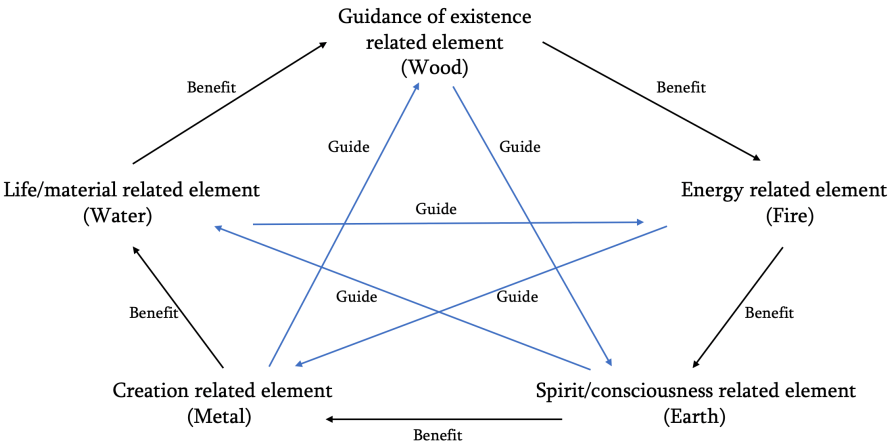 Guidance of existence
related element
(Wood)
Benefit
Benefit
Guide
Guide
Life/material related element
(Water)
Guide
Energy related element
(Fire)
Guide
Guide
Benefit
Benefit
Creation related element
(Metal)
Spirit/consciousness related element
(Earth)
Benefit